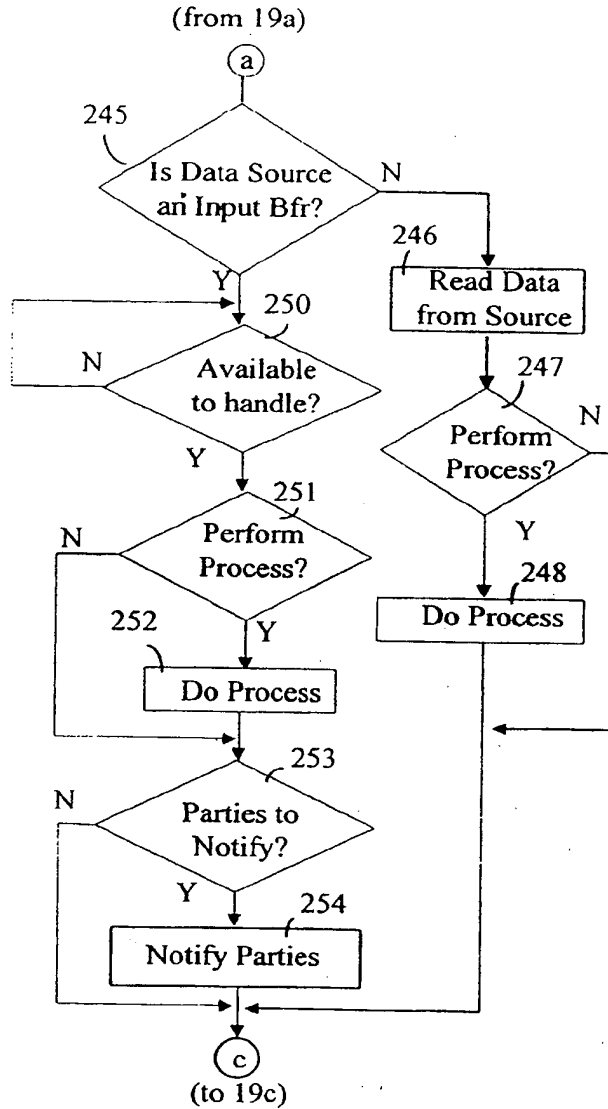 (from 19a)
a
245
Is Data Source
an Input Bfr?
N
Y
246
Read Data
from Source
250
Available
to handle?
N
Y
247
Perform
Process?
N
Y
251
Perform
Process?
N
Y
248
Do Process
252
Do Process
253
Parties to
Notify?
N
Y
254
Notify Parties
c
(to 19c)